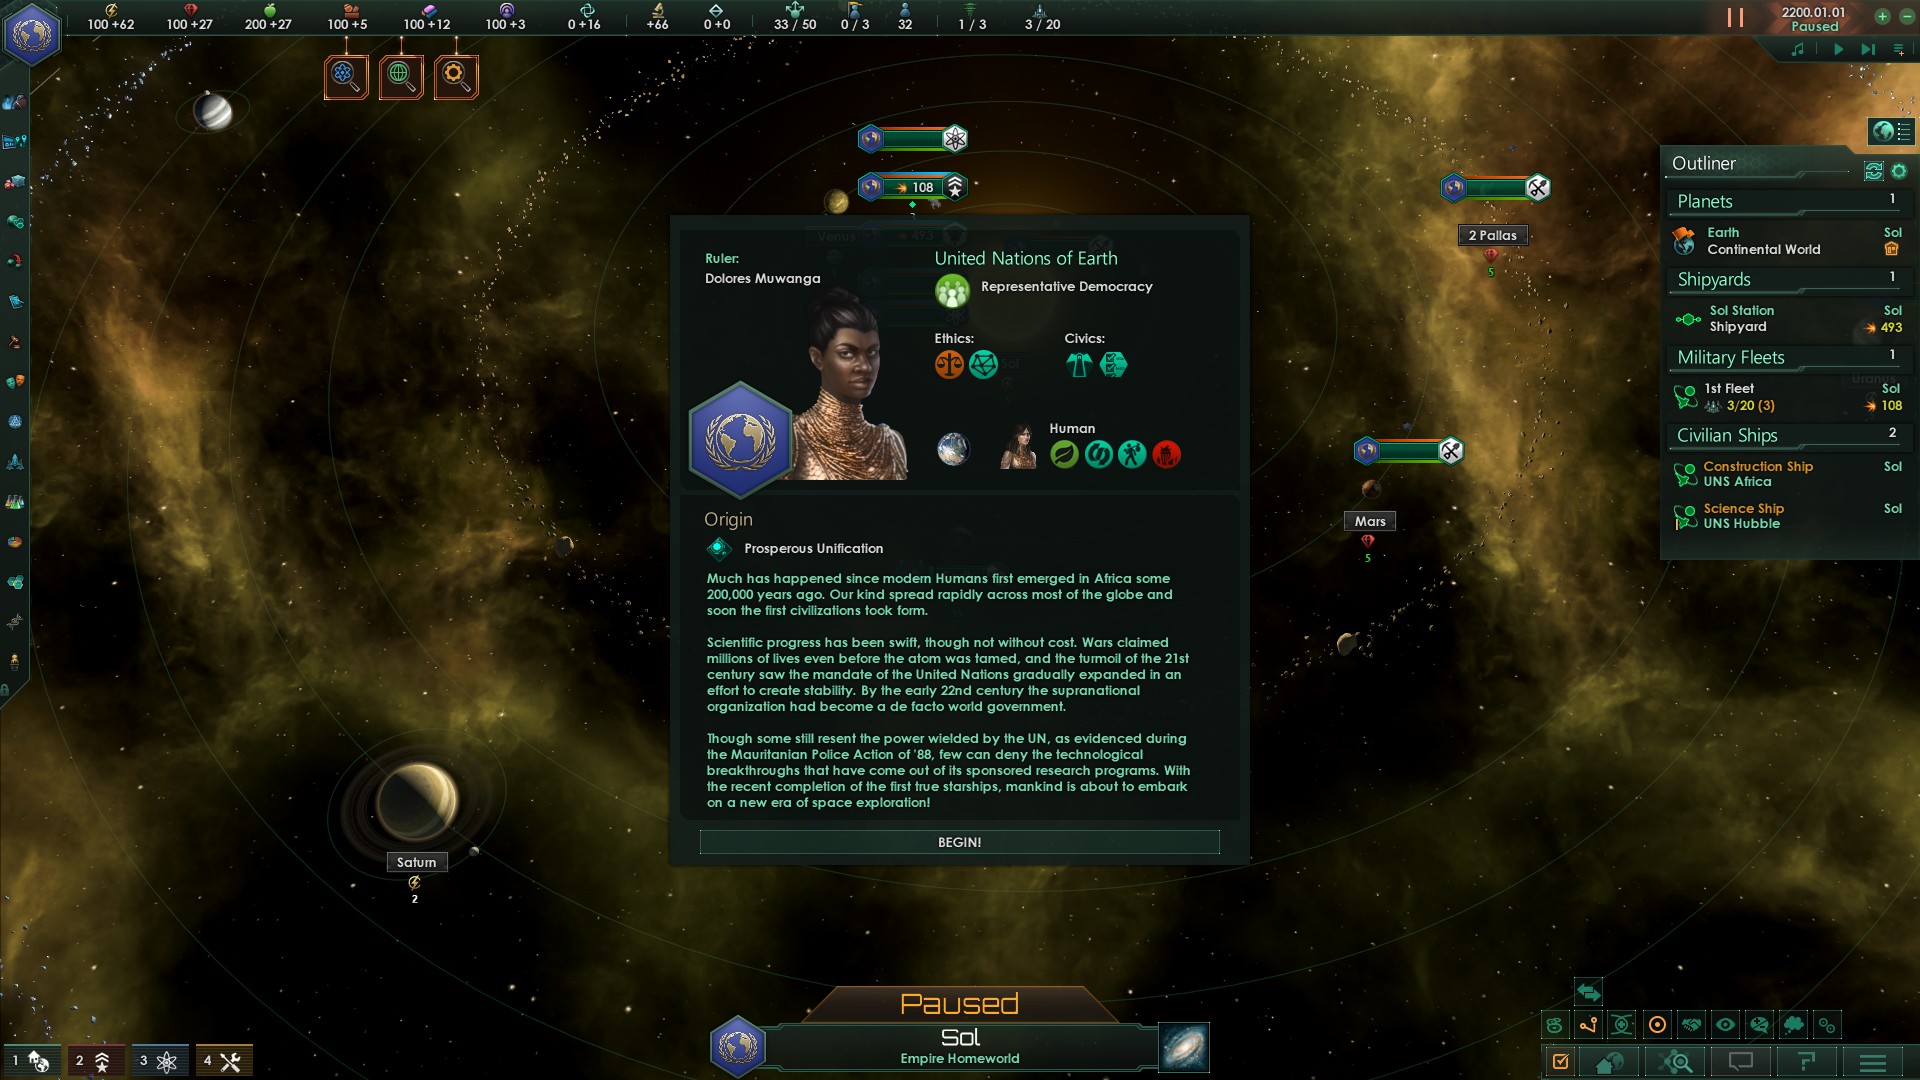 100 +62
100 +27
200 +27
100 +5
100 +12
100 +3
0 +16
+66
0 +0
33 / 50
0 / 3
32
1 / 3
3 / 20
2200.01.01
Paused
108
Outliner
Planets 1
Earth Sol
Continental World
Shipyards 1
Sol Station Sol
Shipyard 493
Military Fleets 1
1st Fleet Sol
3/20 (3) 108
Civilian Ships 2
Construction Ship Sol
UNS Africa
Science Ship Sol
UNS Hubble
2 Pallas
5
Mars
5
Venus
493
Sol
Uranus
Ruler:
Dolores Muwanga
United Nations of Earth
Representative Democracy
Ethics:
Civics:
Human
Origin
Prosperous Unification
Much has happened since modern Humans first emerged in Africa some
200,000 years ago. Our kind spread rapidly across most of the globe and
soon the first civilizations took form.
Scientific progress has been swift, though not without cost. Wars claimed
millions of lives even before the atom was tamed, and the turmoil of the 21st
century saw the mandate of the United Nations gradually expanded in an
effort to create stability. By the early 22nd century the supranational
organization had become a de facto world government.
Though some still resent the power wielded by the UN, as evidenced during
the Mauritanian Police Action of '88, few can deny the technological
breakthroughs that have come out of its sponsored research programs. With
the recent completion of the first true starships, mankind is about to embark
on a new era of space exploration!
BEGIN!
Saturn
2
Paused
Sol
Empire Homeworld
1
2
3
4